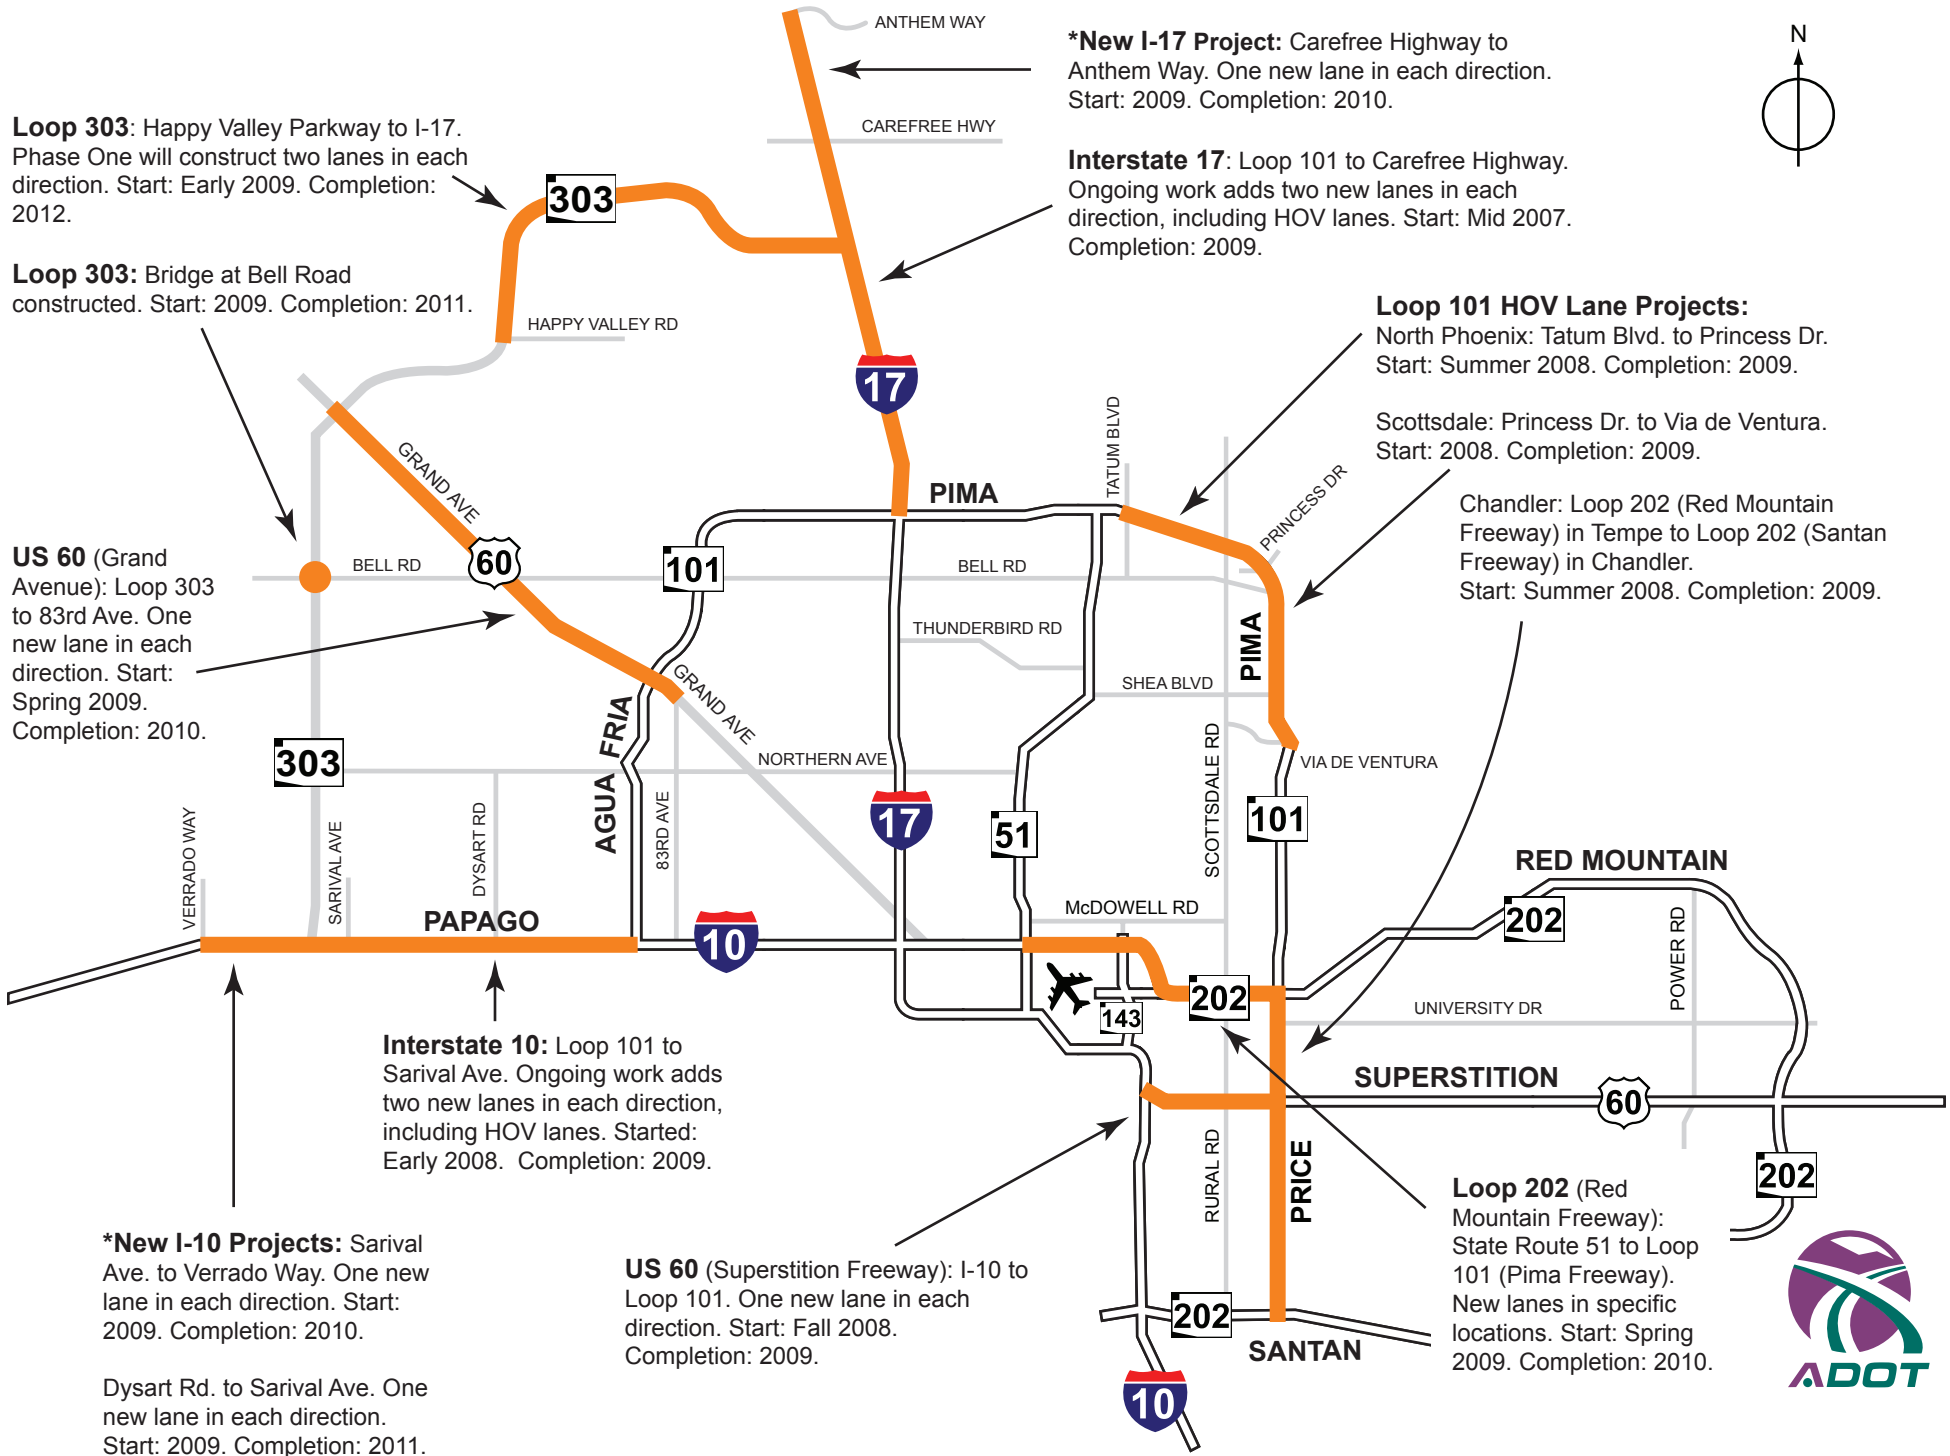 ANTHEM WAY
*New I-17 Project: Carefree Highway to
Anthem Way. One new lane in each direction.
Start: 2009. Completion: 2010.
N
Loop 303: Happy Valley Parkway to I-17.
Phase One will construct two lanes in each
direction. Start: Early 2009. Completion:
2012.
CAREFREE HWY
Interstate 17: Loop 101 to Carefree Highway.
Ongoing work adds two new lanes in each
direction, including HOV lanes. Start: Mid 2007.
Completion: 2009.
303
Loop 303: Bridge at Bell Road
constructed. Start: 2009. Completion: 2011.
HAPPY VALLEY RD
Loop 101 HOV Lane Projects:
North Phoenix: Tatum Blvd. to Princess Dr.
Start: Summer 2008. Completion: 2009.
Scottsdale: Princess Dr. to Via de Ventura.
Start: 2008. Completion: 2009.
Chandler: Loop 202 (Red Mountain
Freeway) in Tempe to Loop 202 (Santan
Freeway) in Chandler.
Start: Summer 2008. Completion: 2009.
17
TATUM BLVD
GRAND AVE
PIMA
PRINCESS DR
US 60 (Grand
Avenue): Loop 303
to 83rd Ave. One
new lane in each
direction. Start:
Spring 2009.
Completion: 2010.
BELL RD
60
101
BELL RD
THUNDERBIRD RD
PIMA
SHEA BLVD
GRAND AVE
AGUA FRIA
303
NORTHERN AVE
SCOTTSDALE RD
VIA DE VENTURA
VERRADO WAY
SARIVAL AVE
DYSART RD
83RD AVE
17
51
101
RED MOUNTAIN
PAPAGO
10
McDOWELL RD
202
POWER RD
202
143
UNIVERSITY DR
Interstate 10: Loop 101 to
Sarival Ave. Ongoing work adds
two new lanes in each direction,
including HOV lanes. Started:
Early 2008. Completion: 2009.
SUPERSTITION
60
RURAL RD
PRICE
202
*New I-10 Projects: Sarival
Ave. to Verrado Way. One new
lane in each direction. Start:
2009. Completion: 2010.
Dysart Rd. to Sarival Ave. One
new lane in each direction.
Start: 2009. Completion: 2011.
US 60 (Superstition Freeway): I-10 to
Loop 101. One new lane in each
direction. Start: Fall 2008.
Completion: 2009.
Loop 202 (Red
Mountain Freeway):
State Route 51 to Loop
101 (Pima Freeway).
New lanes in specific
locations. Start: Spring
2009. Completion: 2010.
202
SANTAN
10
ADOT